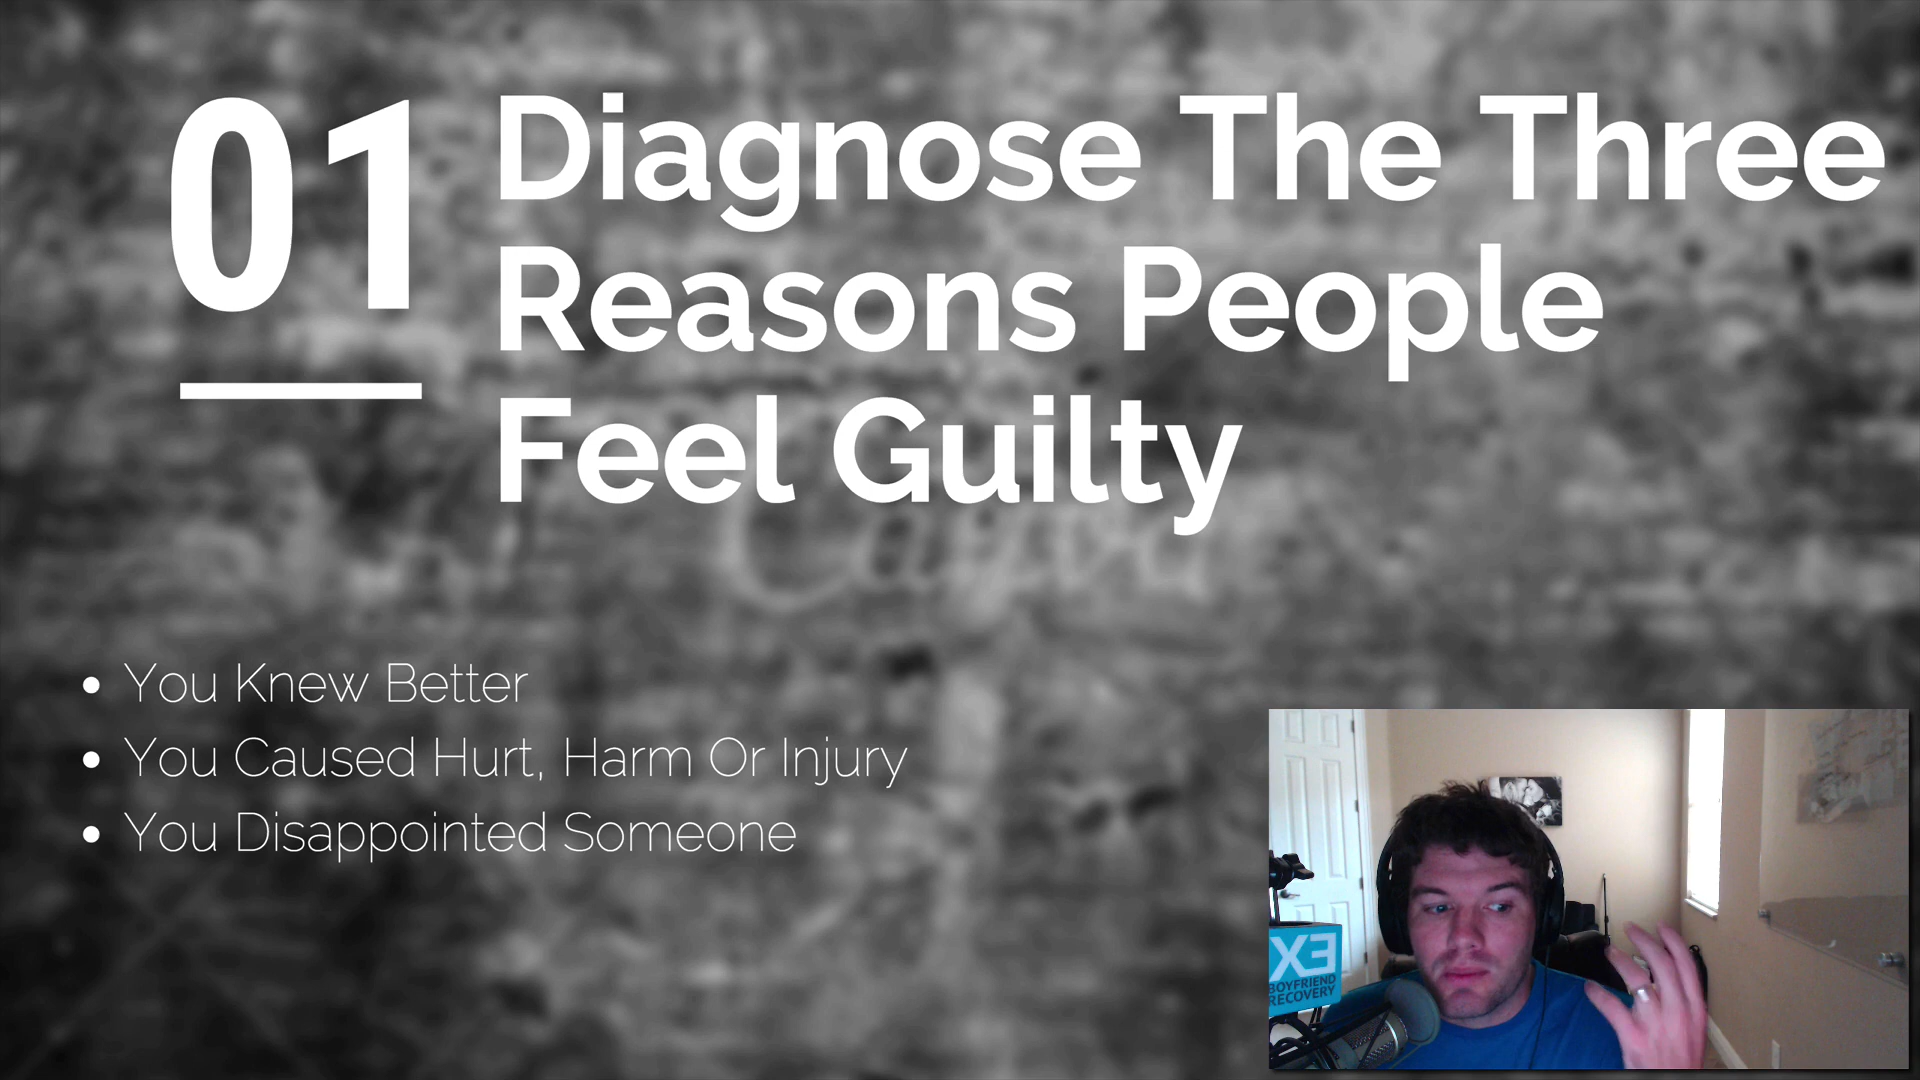 01
Diagnose The Three
Reasons People
Feel Guilty
Canva
• You Knew Better
• You Caused Hurt, Harm Or Injury
• You Disappointed Someone
EX
BOYFRIEND
RECOVERY